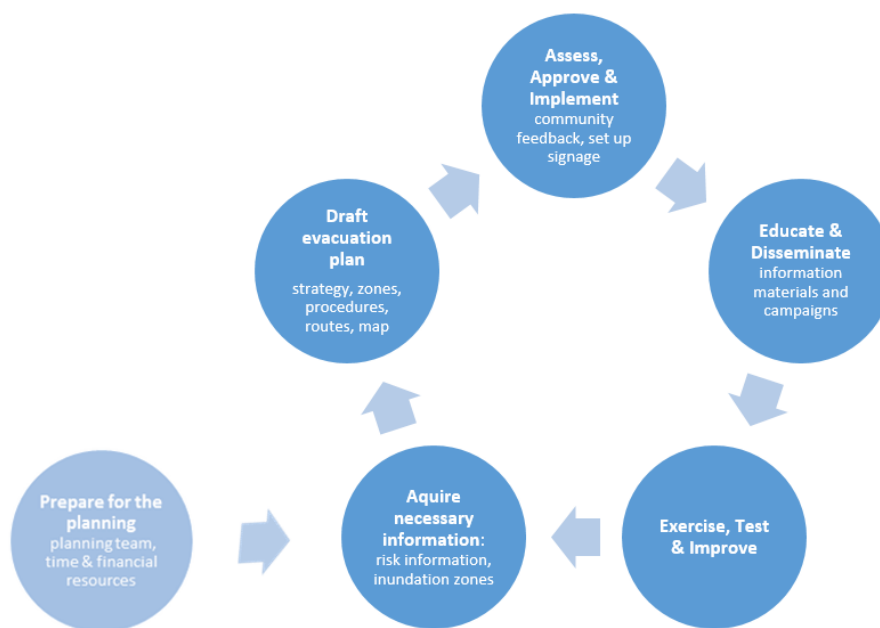 Assess,
Approve &
Implement
community
feedback, set up
signage
Draft
evacuation
plan
strategy, zones,
procedures,
routes, map
Educate &
Disseminate
information
materials and
campaigns
Prepare for the
planning
planning team,
time & financial
resources
Aquire
necessary
information:
risk information,
inundation zones
Exercise, Test
& Improve